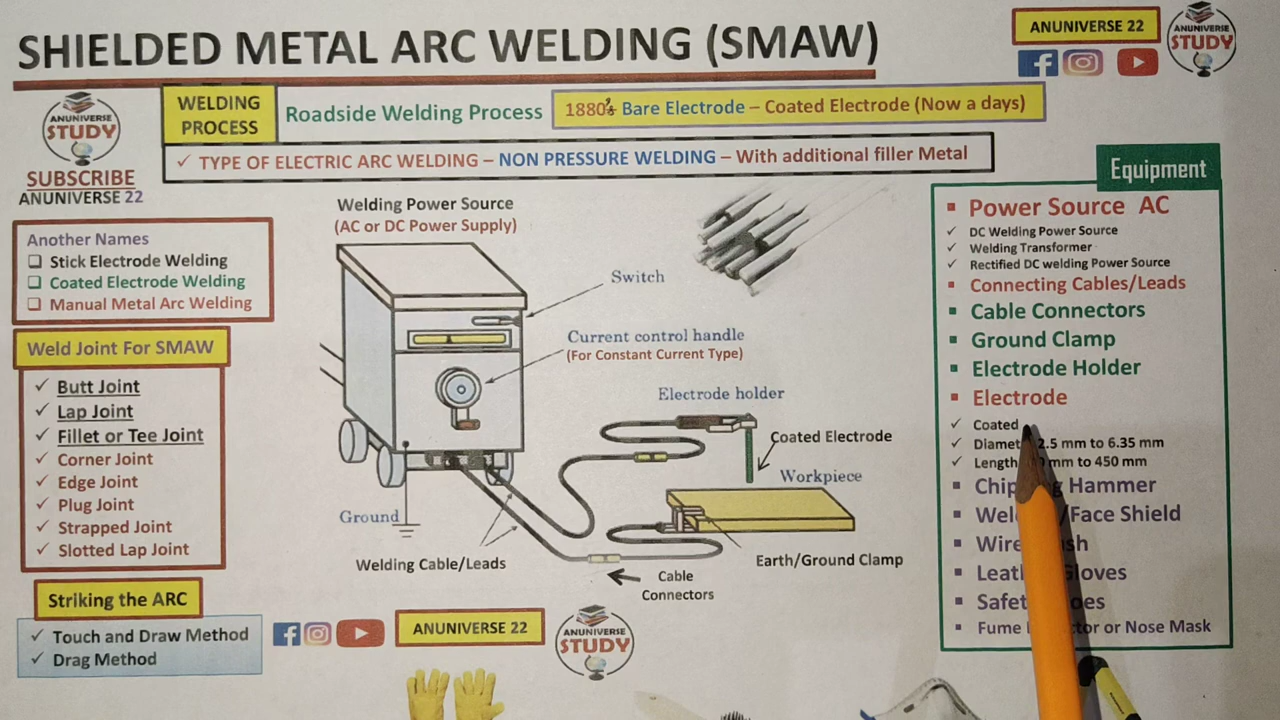 SHIELDED METAL ARC WELDING (SMAW)
ANUNIVERSE 22
ANUNIVERSE
STUDY
ANUNIVERSE
STUDY
SUBSCRIBE
ANUNIVERSE 22
WELDING
PROCESS
Roadside Welding Process
1880's Bare Electrode – Coated Electrode (Now a days)
✓ TYPE OF ELECTRIC ARC WELDING – NON PRESSURE WELDING – With additional filler Metal
Another Names
Stick Electrode Welding
Coated Electrode Welding
Manual Metal Arc Welding
Weld Joint For SMAW
✓ Butt Joint
✓ Lap Joint
✓ Fillet or Tee Joint
✓ Corner Joint
✓ Edge Joint
✓ Plug Joint
✓ Strapped Joint
✓ Slotted Lap Joint
Striking the ARC
✓ Touch and Draw Method
✓ Drag Method
Welding Power Source
(AC or DC Power Supply)
Switch
Current control handle
(For Constant Current Type)
Electrode holder
Coated Electrode
Workpiece
Ground
Welding Cable/Leads
Cable
Connectors
Earth/Ground Clamp
ANUNIVERSE 22
ANUNIVERSE
STUDY
Equipment
Power Source AC
✓ DC Welding Power Source
✓ Welding Transformer
✓ Rectified DC welding Power Source
Connecting Cables/Leads
Cable Connectors
Ground Clamp
Electrode Holder
Electrode
✓ Coated
✓ 2.5 mm to 6.35 mm
✓ Length mm to 450 mm
Hammer
/Face Shield
Wire
Gloves
Fume or Nose Mask